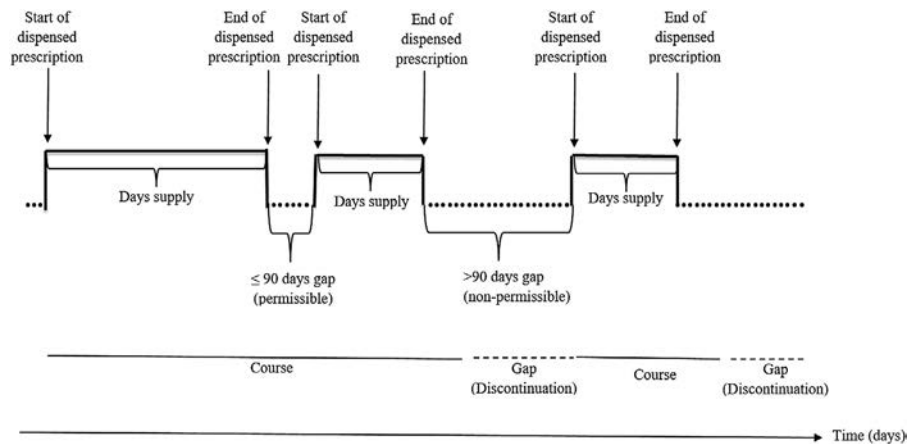 Start of
dispensed
prescription
End of
dispensed
prescription
Start of
dispensed
prescription
End of
dispensed
prescription
Start of
dispensed
prescription
End of
dispensed
prescription
Days supply
Days supply
Days supply
≤ 90 days gap
(permissible)
>90 days gap
(non-permissible)
Course
Gap
(Discontinuation)
Course
Gap
(Discontinuation)
Time (days)